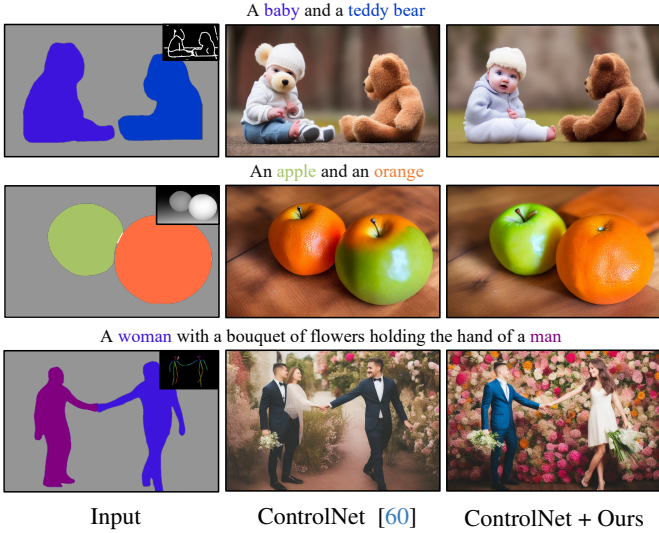 A baby and a teddy bear
An apple and an orange
A woman with a bouquet of flowers holding the hand of a man
Input
ControlNet [60]
ControlNet + Ours